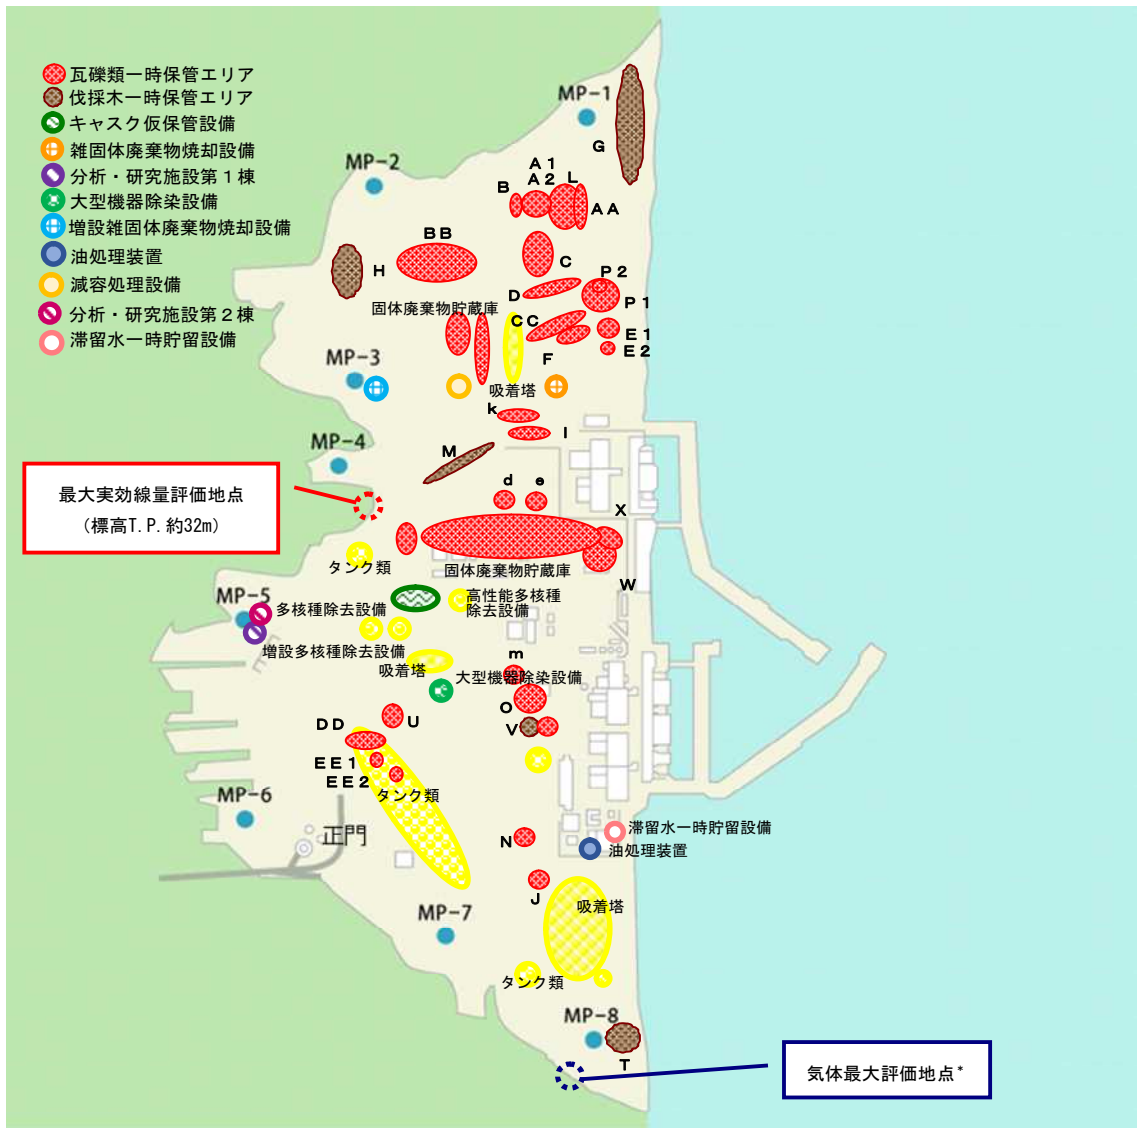 瓦礫類一時保管エリア
伐採木一時保管エリア
キャスク仮保管設備
雑固体廃棄物焼却設備
分析・研究施設第１棟
大型機器除染設備
増設雑固体廃棄物焼却設備
油処理装置
減容処理設備
分析・研究施設第２棟
滞留水一時貯留設備
MP-1
G
MP-2
A1
A2
L
B
AA
BB
H
C
P2
D
P1
固体廃棄物貯蔵庫
CC
E1
E2
F
MP-3
吸着塔
k
l
MP-4
M
d
e
最大実効線量評価地点
(標高T.P.約32m)
X
タンク類
固体廃棄物貯蔵庫
W
MP-5
多核種除去設備
高性能多核種
除去設備
増設多核種除去設備
吸着塔
m
大型機器除染設備
O
U
DD
V
EE1
EE2
タンク類
MP-6
正門
N
滞留水一時貯留設備
油処理装置
J
吸着塔
MP-7
タンク類
MP-8
T
気体最大評価地点*